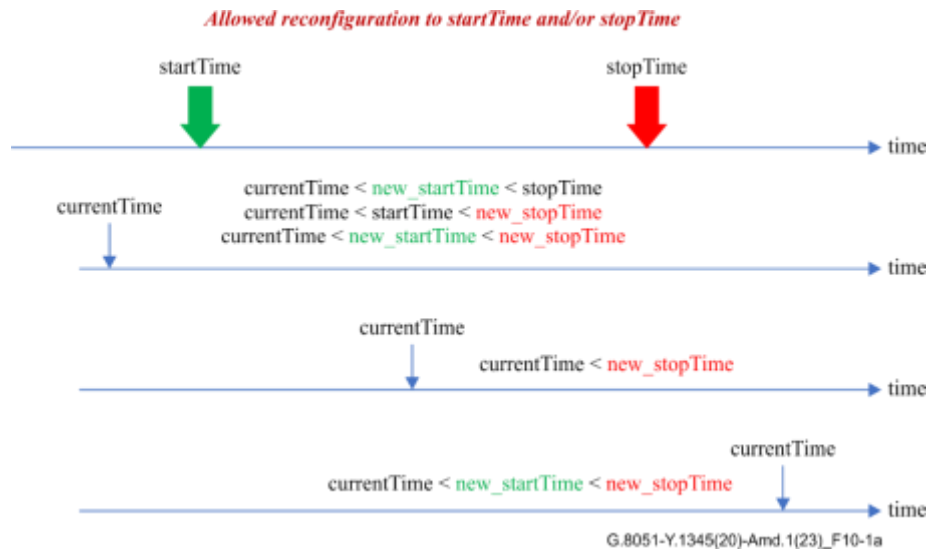 Allowed reconfiguration to startTime and/or stopTime
startTime
stopTime
time
currentTime
currentTime < new_startTime < stopTime
currentTime < startTime < new_stopTime
currentTime < new_startTime < new_stopTime
time
currentTime
currentTime < new_stopTime
time
currentTime
currentTime < new_startTime < new_stopTime
time
G.8051-Y.1345(20)-Amd.1(23)_F10-1a